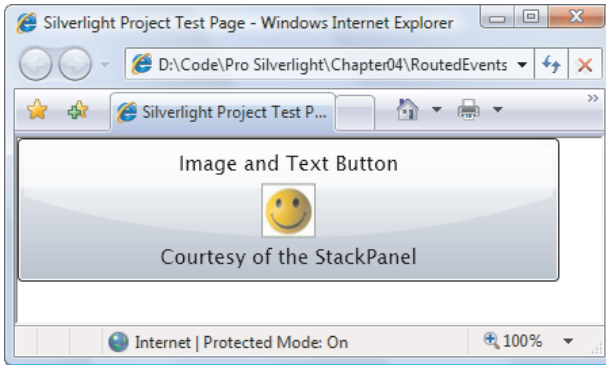 Silverlight Project Test Page - Windows Internet Explorer
D:\Code\Pro Silverlight\Chapter04\RoutedEvents
Silverlight Project Test P...
Image and Text Button
Courtesy of the StackPanel
Internet | Protected Mode: On
100%